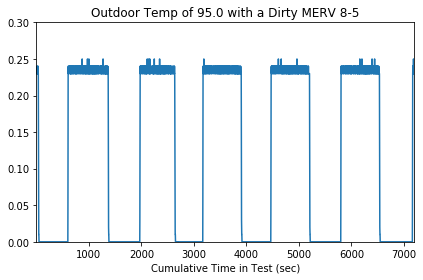 Outdoor Temp of 95.0 with a Dirty MERV 8-5
0.30
0.25
0.20
0.15
0.10
0.05
0.00
1000 2000 3000 4000 5000 6000 7000
Cumulative Time in Test (sec)